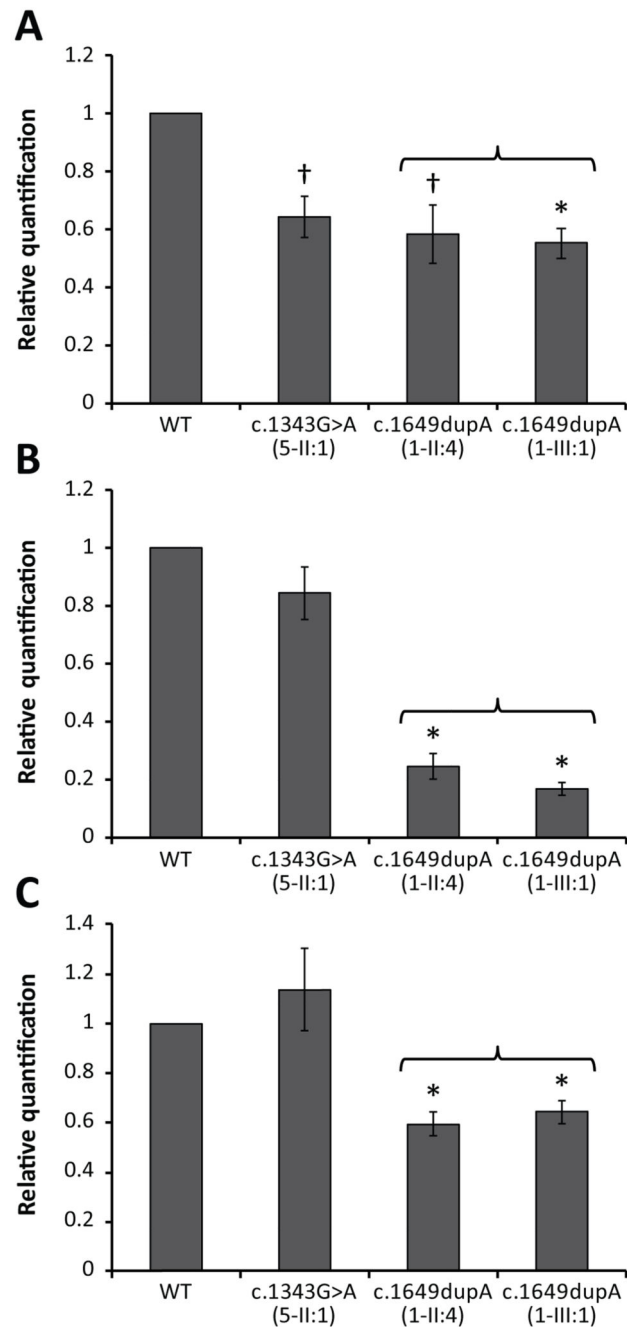 A
Relative quantification
1.2
1
0.8
0.6
0.4
0.2
0
†
†
*
WT
c.1343G>A
(5-II:1)
c.1649dupA
(1-II:4)
c.1649dupA
(1-III:1)
B
Relative quantification
1.2
1
0.8
0.6
0.4
0.2
0
*
*
WT
c.1343G>A
(5-II:1)
c.1649dupA
(1-II:4)
c.1649dupA
(1-III:1)
C
Relative quantification
1.4
1.2
1
0.8
0.6
0.4
0.2
0
*
*
WT
c.1343G>A
(5-II:1)
c.1649dupA
(1-II:4)
c.1649dupA
(1-III:1)